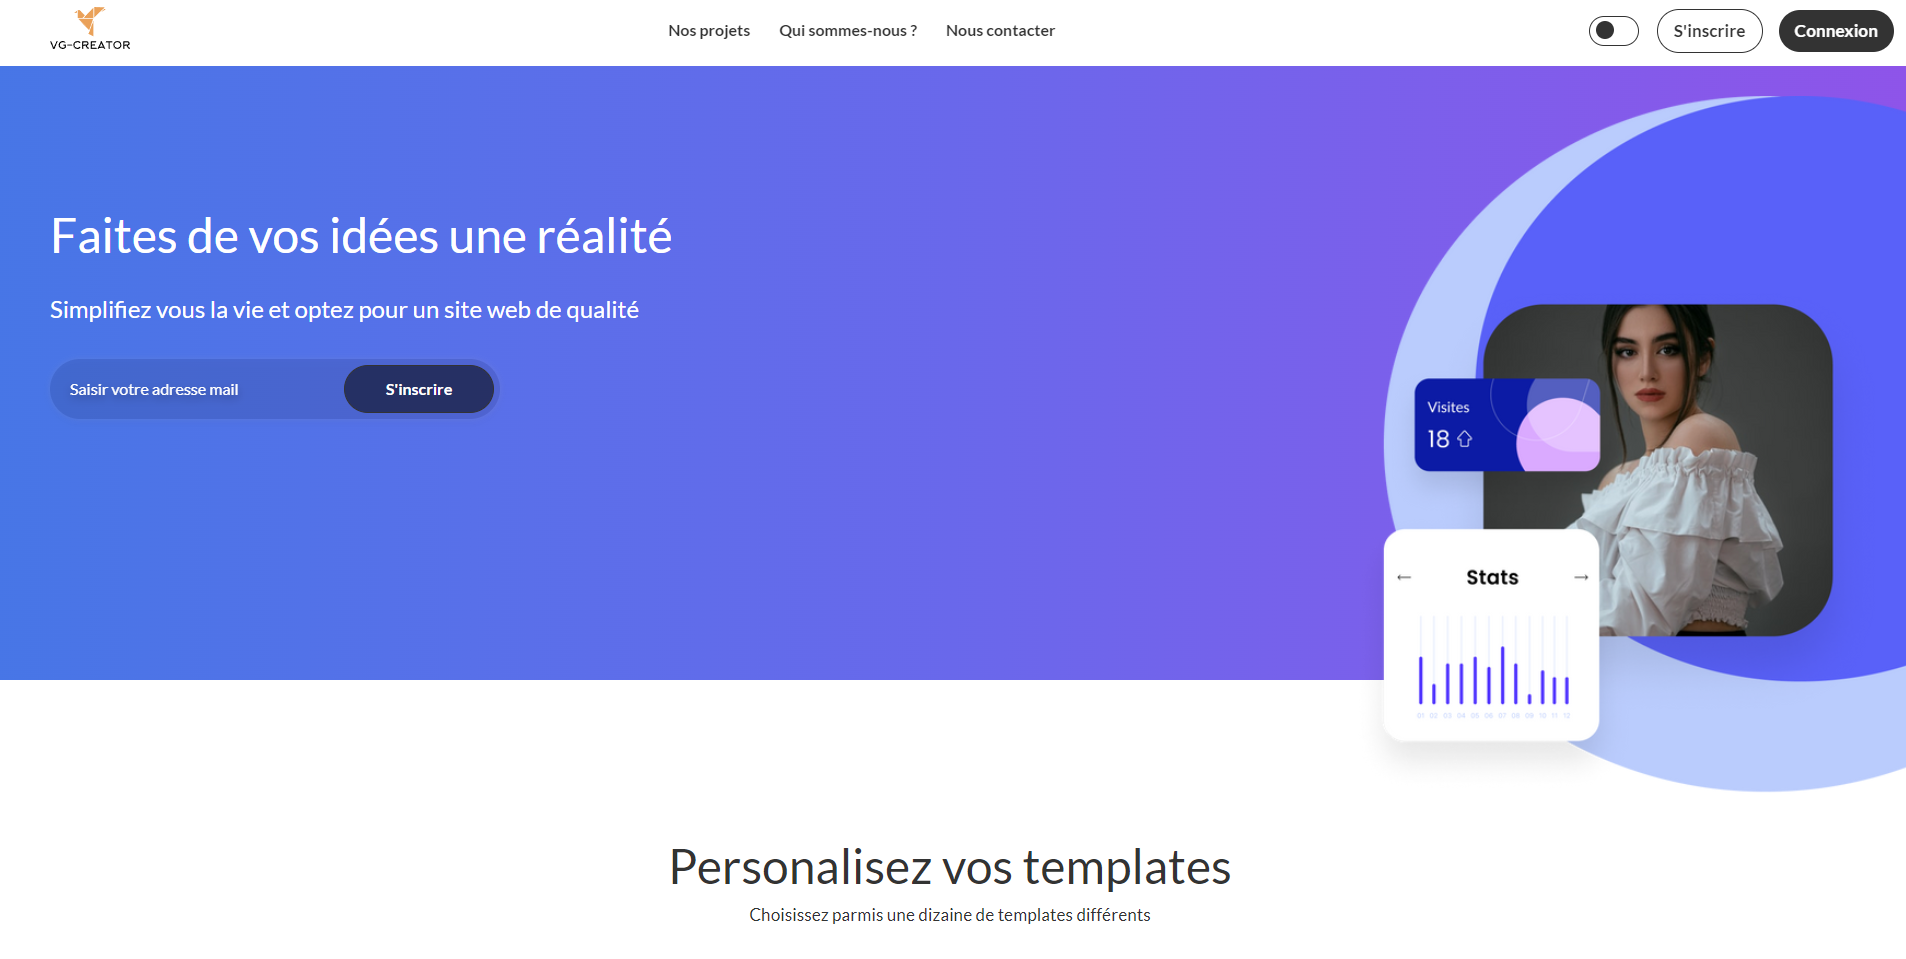 VG-CREATOR
Nos projets
Qui sommes-nous ?
Nous contacter
S'inscrire
Connexion
Faites de vos idées une réalité
Simplifiez vous la vie et optez pour un site web de qualité
Saisir votre adresse mail
S'inscrire
Visites
18
← Stats →
01 02 03 04 05 06 07 08 09 10 11 12
Personalisez vos templates
Choisissez parmis une dizaine de templates différents